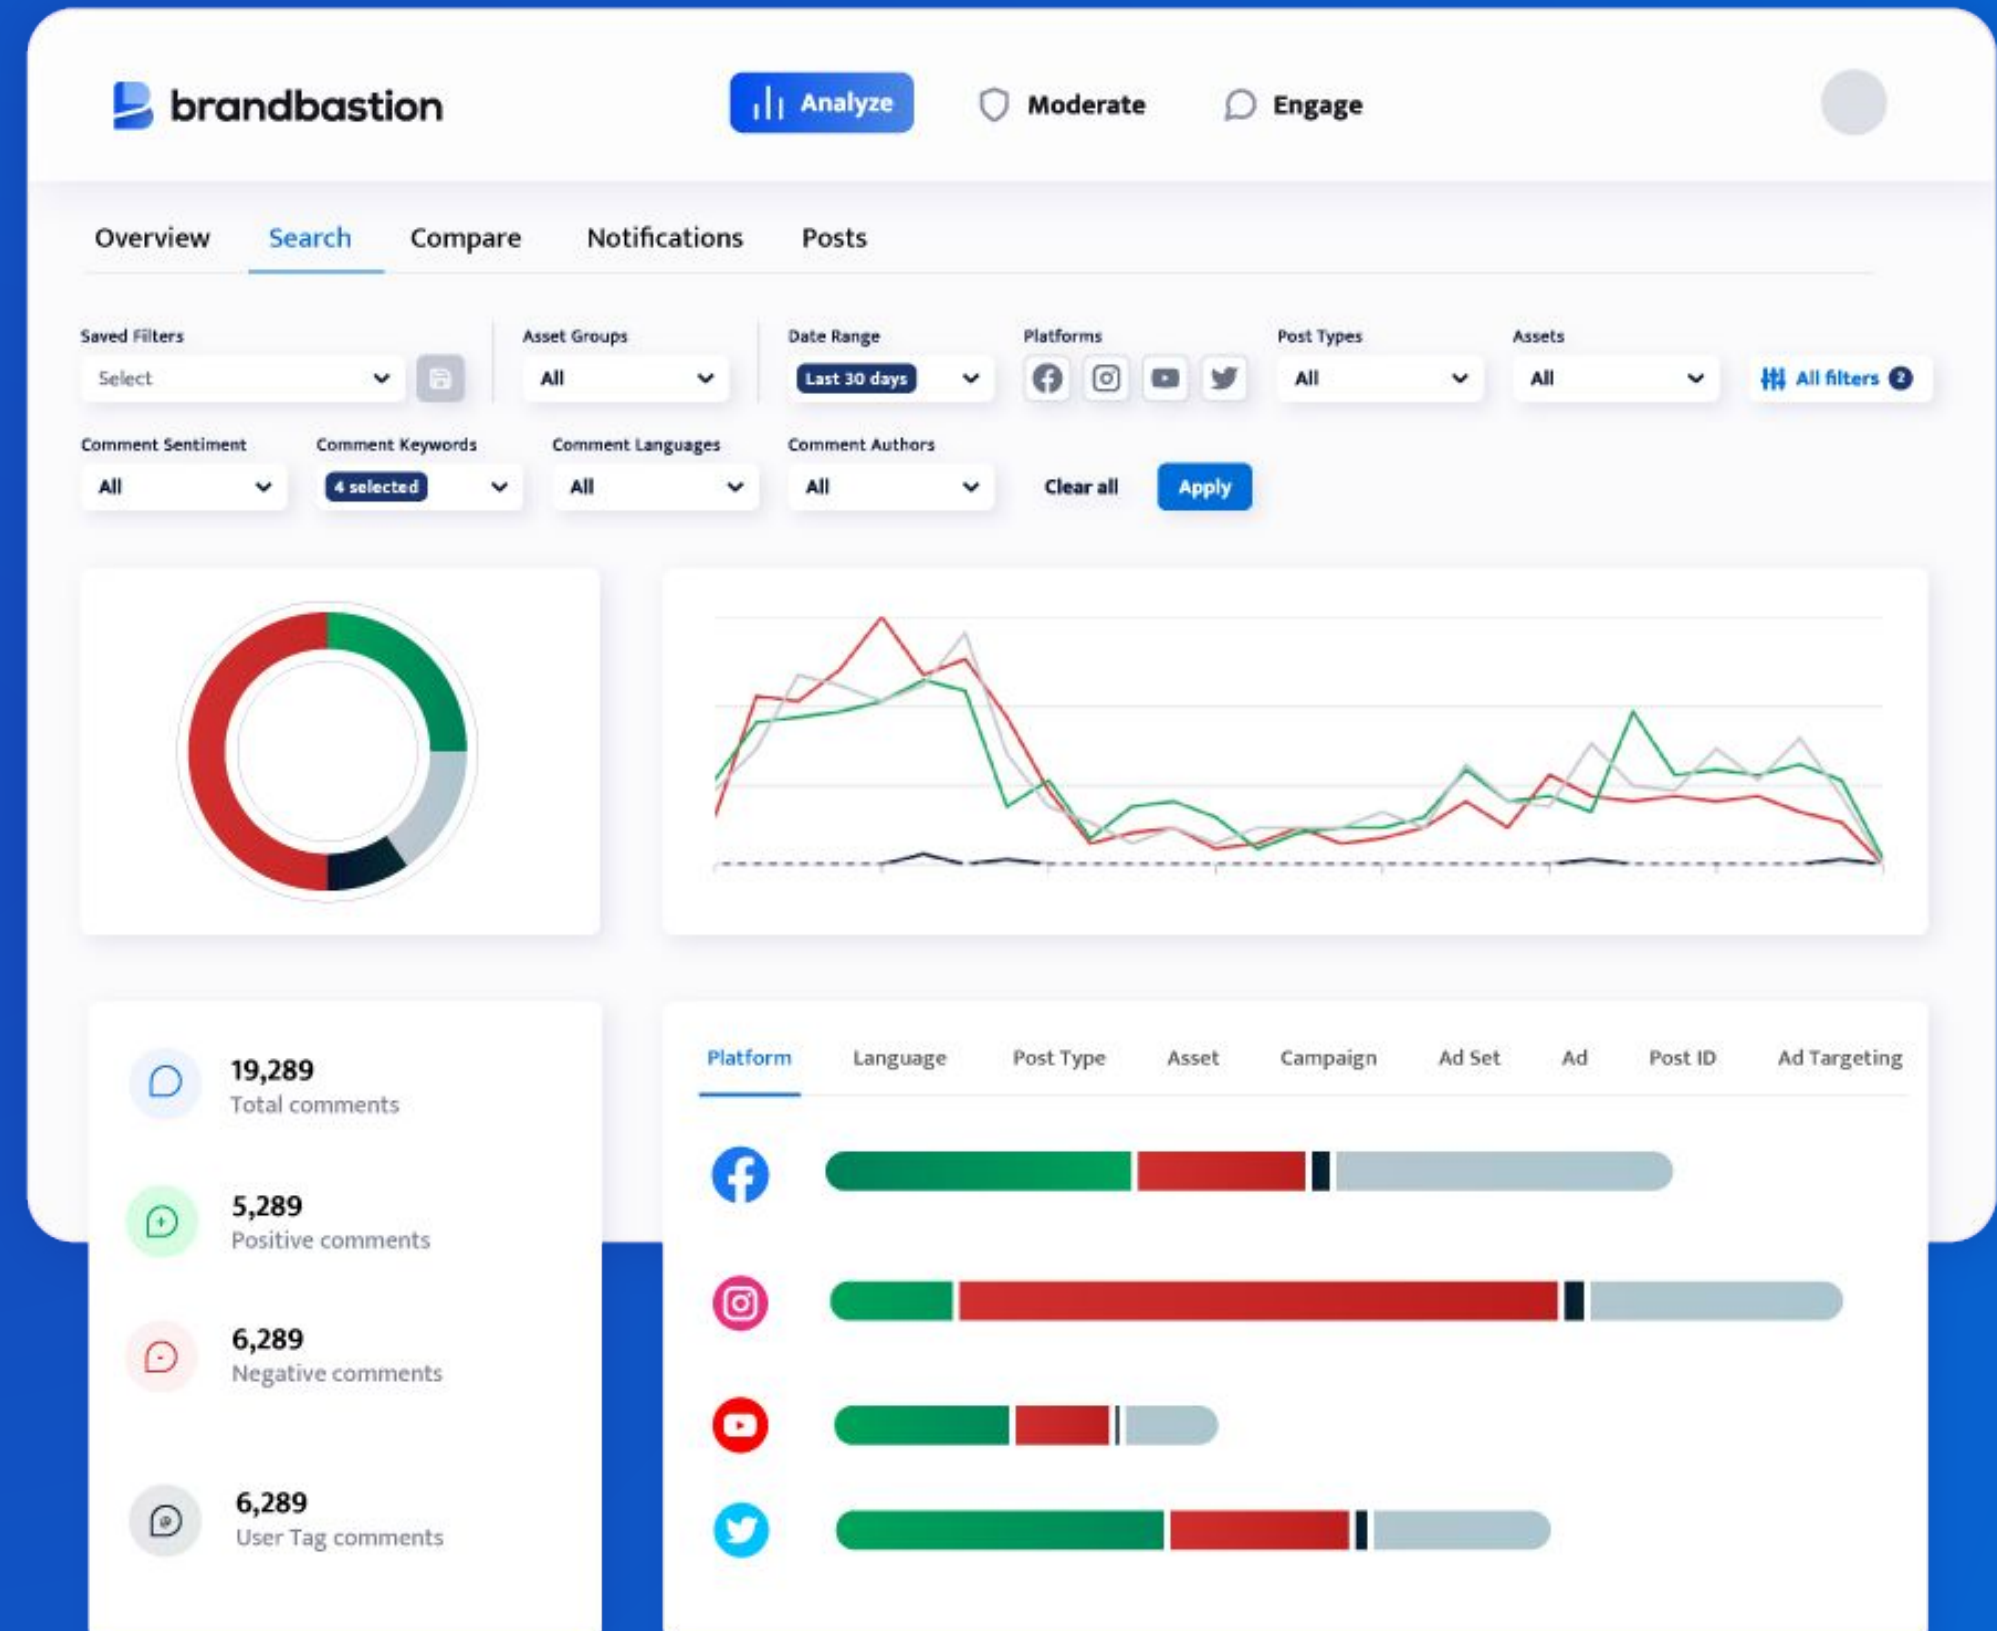 brandbastion
Analyze
Moderate
Engage
Overview
Search
Compare
Notifications
Posts
Saved Filters
Asset Groups
Date Range
Platforms
Post Types
Assets
Select
All
Last 30 days
All
All
All filters 2
Comment Sentiment
Comment Keywords
Comment Languages
Comment Authors
All
4 selected
All
All
Clear all
Apply
19,289
Total comments
5,289
Positive comments
6,289
Negative comments
6,289
User Tag comments
Platform
Language
Post Type
Asset
Campaign
Ad Set
Ad
Post ID
Ad Targeting